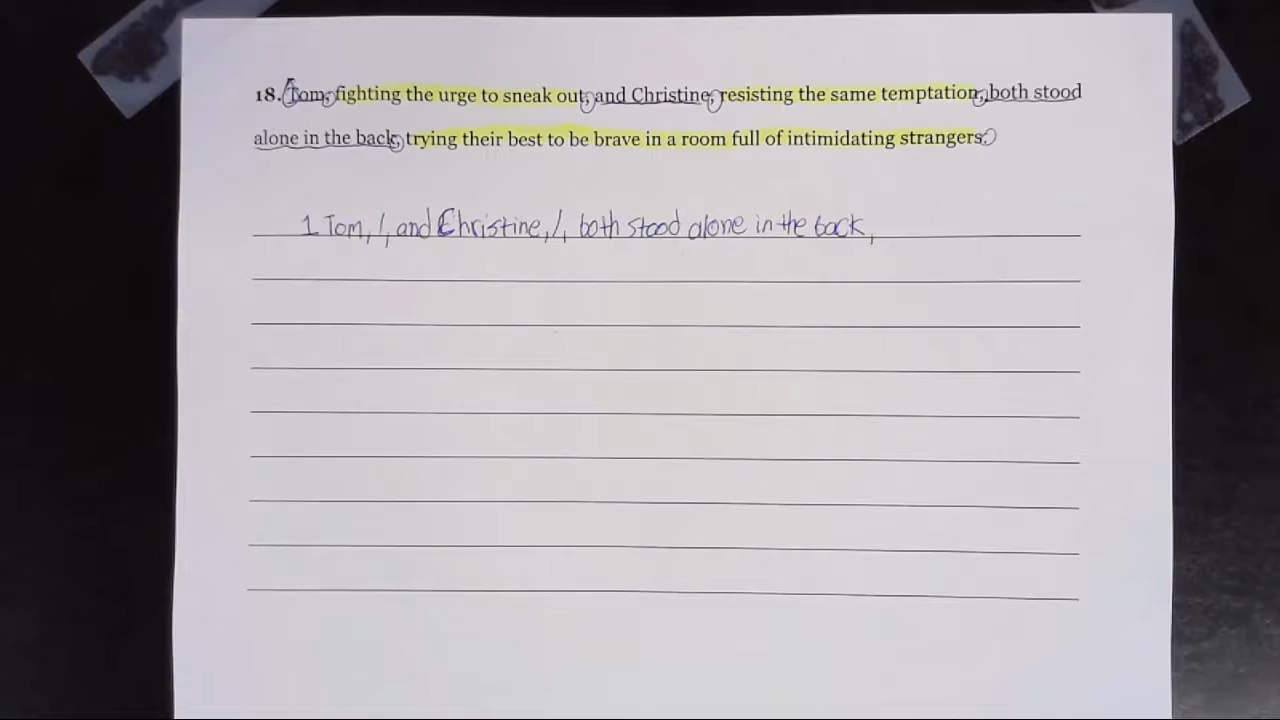 18. Tom, fighting the urge to sneak out, and Christine, resisting the same temptation, both stood
alone in the back, trying their best to be brave in a room full of intimidating strangers.
1 Tom, /, and Christine, /, both stood alone in the back,